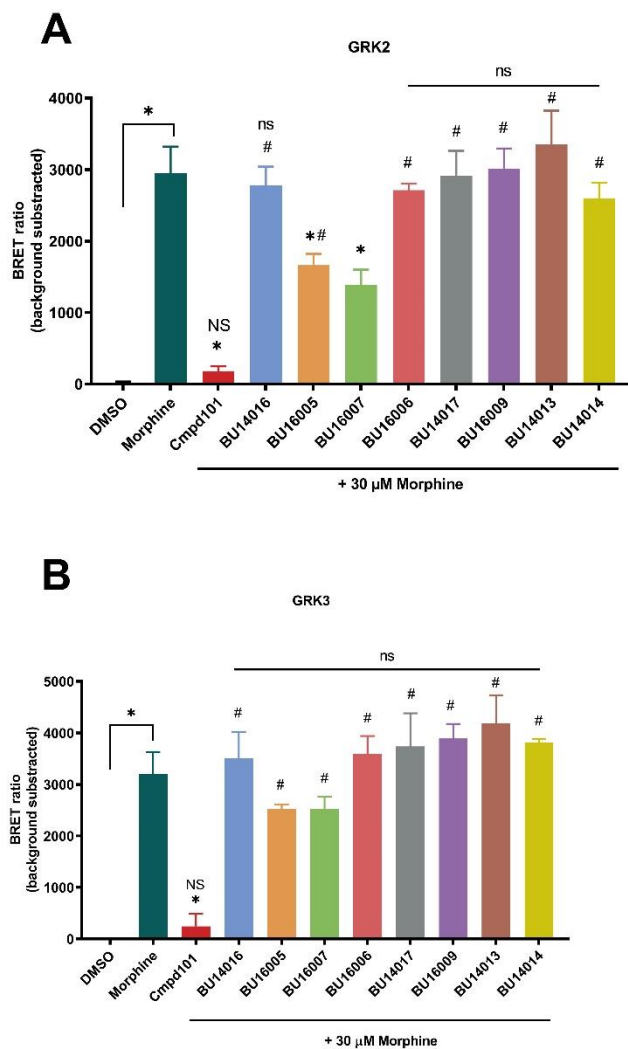 A
GRK2
ns
4000
*
ns
#
#
#
#
#
#
3000
*#
*
2000
1000
NS
*
0
BRET ratio
(background substracted)
DMSO
Morphine
Cmpd101
BU14016
BU16005
BU16007
BU16006
BU14017
BU16009
BU14013
BU14014
+ 30 µM Morphine
B
GRK3
ns
5000
*
#
#
#
#
#
#
#
#
4000
3000
2000
1000
NS
*
0
BRET ratio
(background substracted)
DMSO
Morphine
Cmpd101
BU14016
BU16005
BU16007
BU16006
BU14017
BU16009
BU14013
BU14014
+ 30 µM Morphine